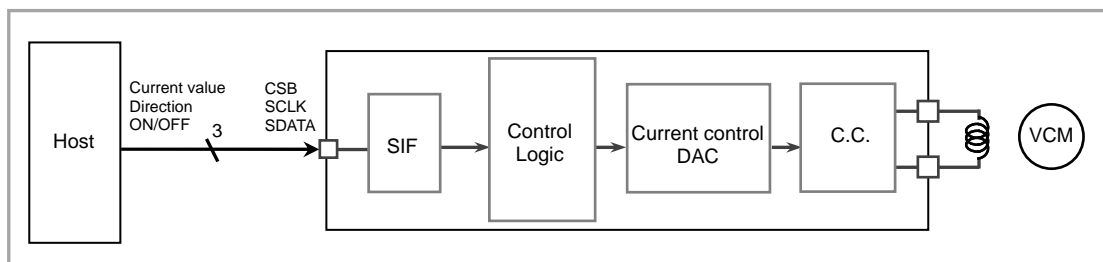 Host
Current value
Direction
ON/OFF
3
CSB
SCLK
SDATA
SIF
Control
Logic
Current control
DAC
C.C.
VCM